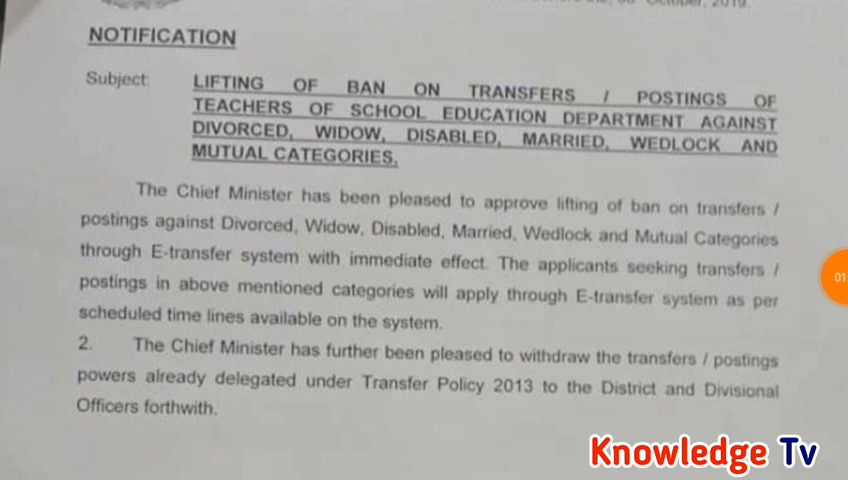 October, 2019.
NOTIFICATION
Subject: LIFTING OF BAN ON TRANSFERS / POSTINGS OF
TEACHERS OF SCHOOL EDUCATION DEPARTMENT AGAINST
DIVORCED, WIDOW, DISABLED, MARRIED, WEDLOCK AND
MUTUAL CATEGORIES.
The Chief Minister has been pleased to approve lifting of ban on transfers /
postings against Divorced, Widow, Disabled, Married, Wedlock and Mutual Categories
through E-transfer system with immediate effect. The applicants seeking transfers /
postings in above mentioned categories will apply through E-transfer system as per
scheduled time lines available on the system.
2. The Chief Minister has further been pleased to withdraw the transfers / postings
powers already delegated under Transfer Policy 2013 to the District and Divisional
Officers forthwith.
01:
Knowledge Tv